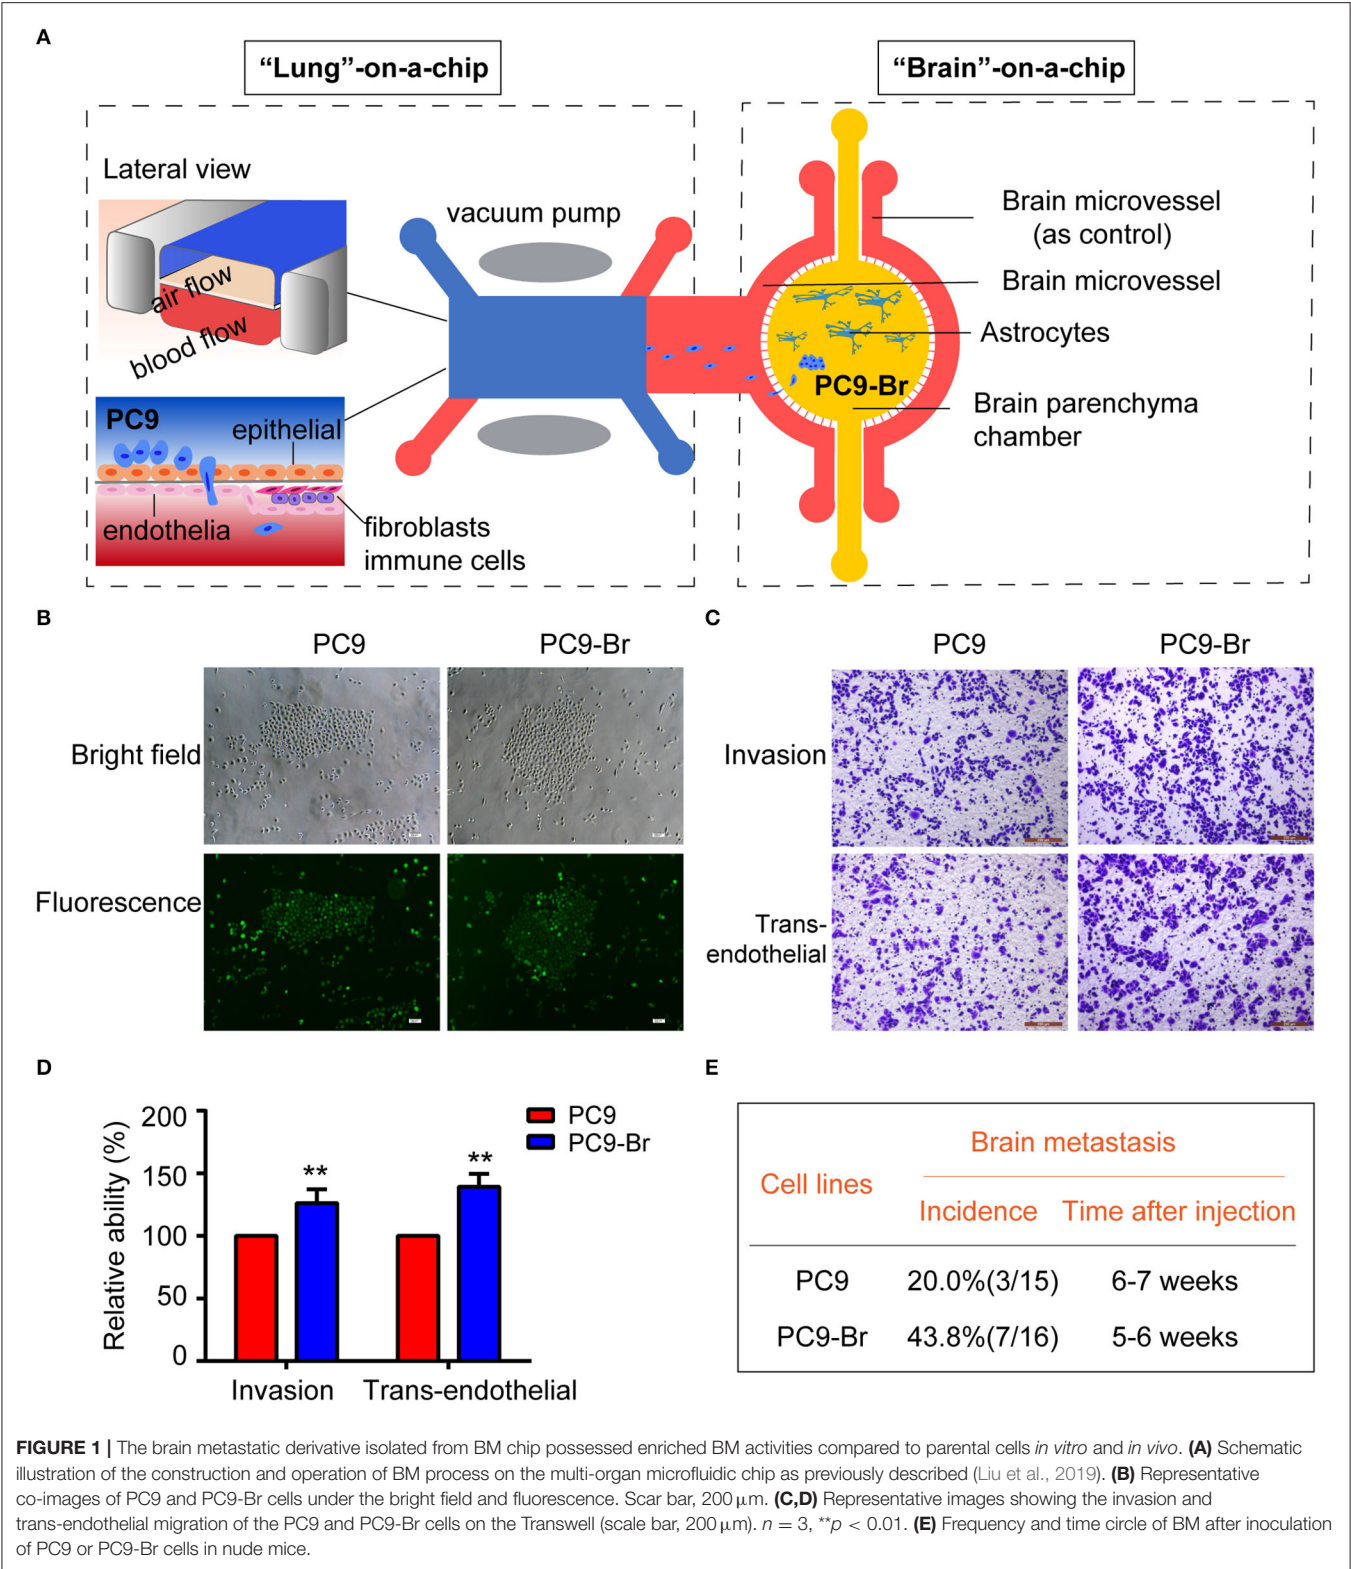 A
“Lung”-on-a-chip
“Brain”-on-a-chip
Lateral view
vacuum pump
air flow
blood flow
PC9
epithelial
endothelia
fibroblasts
immune cells
Brain microvessel
(as control)
Brain microvessel
Astrocytes
PC9-Br
Brain parenchyma
chamber
B
PC9
PC9-Br
Bright field
Fluorescence
C
PC9
PC9-Br
Invasion
Trans-
endothelial
D
Relative ability (%)
200
150
100
50
0
**
**
PC9
PC9-Br
Invasion
Trans-endothelial
E
Cell lines
Brain metastasis
Incidence
Time after injection
PC9 20.0%(3/15) 6-7 weeks
PC9-Br 43.8%(7/16) 5-6 weeks
FIGURE 1 | The brain metastatic derivative isolated from BM chip possessed enriched BM activities compared to parental cells in vitro and in vivo. (A) Schematic
illustration of the construction and operation of BM process on the multi-organ microfluidic chip as previously described (Liu et al., 2019). (B) Representative
co-images of PC9 and PC9-Br cells under the bright field and fluorescence. Scar bar, 200 μm. (C,D) Representative images showing the invasion and
trans-endothelial migration of the PC9 and PC9-Br cells on the Transwell (scale bar, 200 μm). n = 3, **p < 0.01. (E) Frequency and time circle of BM after inoculation
of PC9 or PC9-Br cells in nude mice.